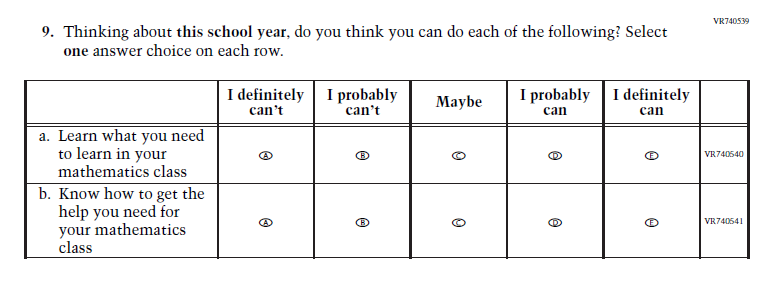 VR740539
9. Thinking about this school year, do you think you can do each of the following? Select
one answer choice on each row.
I definitely can't I probably can't Maybe I probably can I definitely can
a. Learn what you need
to learn in your
mathematics class
A B C D E VR740540
b. Know how to get the
help you need for
your mathematics
class
A B C D E VR740541